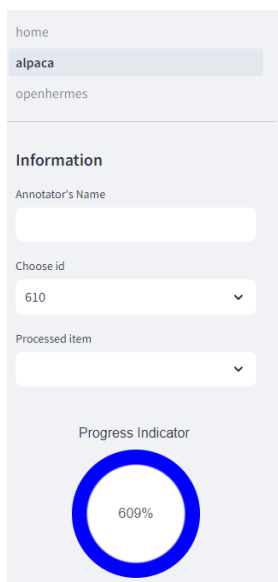 home
alpaca
openhermes
Information
Annotator's Name
Choose id
610
Processed item
Progress Indicator
609%